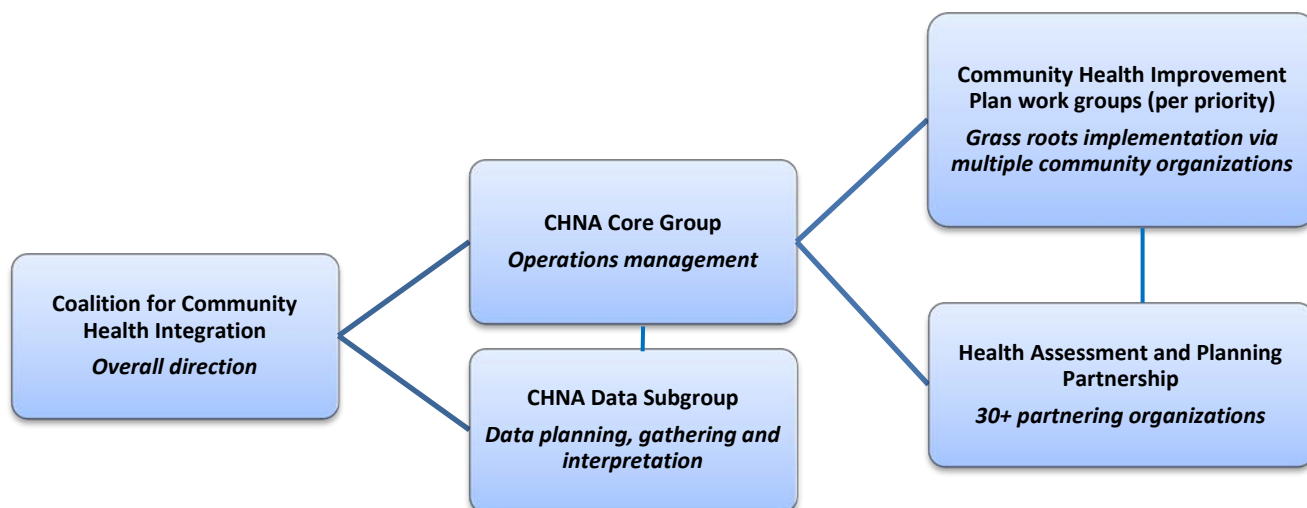 Coalition for Community
Health Integration
Overall direction
CHNA Core Group
Operations management
CHNA Data Subgroup
Data planning, gathering and
interpretation
Community Health Improvement
Plan work groups (per priority)
Grass roots implementation via
multiple community organizations
Health Assessment and Planning
Partnership
30+ partnering organizations